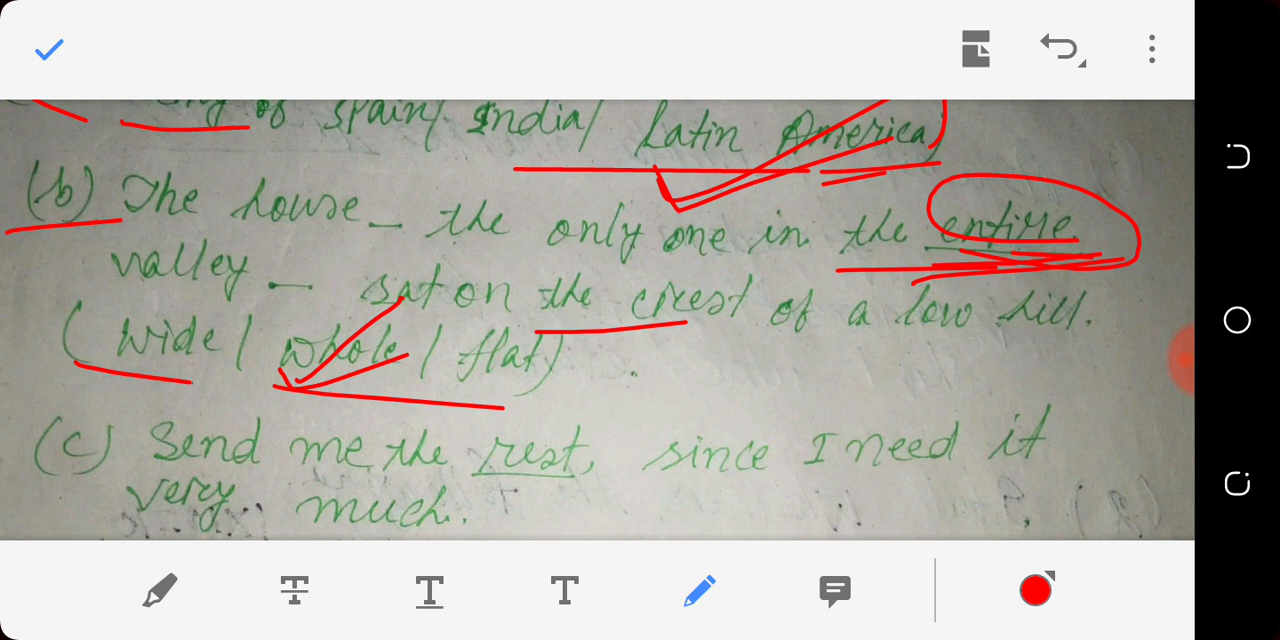 of Spain/ India/ Latin America)
(b) The house — the only one in the entire
valley — sat on the crest of a low hill.
( wide / whole / flat) .
(c) Send me the rest, since I need it
very much.